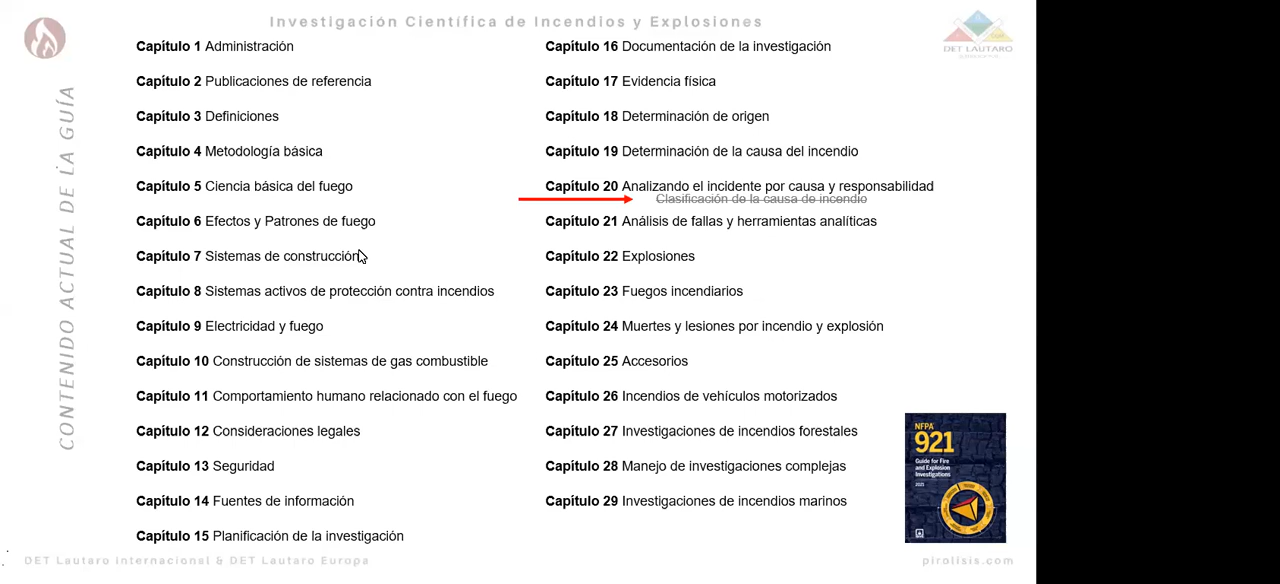 Investigación Científica de Incendios y Explosiones
CONTENIDO ACTUAL DE LA GUÍA
Capítulo 1 Administración
Capítulo 2 Publicaciones de referencia
Capítulo 3 Definiciones
Capítulo 4 Metodología básica
Capítulo 5 Ciencia básica del fuego
Capítulo 6 Efectos y Patrones de fuego
Capítulo 7 Sistemas de construcción
Capítulo 8 Sistemas activos de protección contra incendios
Capítulo 9 Electricidad y fuego
Capítulo 10 Construcción de sistemas de gas combustible
Capítulo 11 Comportamiento humano relacionado con el fuego
Capítulo 12 Consideraciones legales
Capítulo 13 Seguridad
Capítulo 14 Fuentes de información
Capítulo 15 Planificación de la investigación
Capítulo 16 Documentación de la investigación
Capítulo 17 Evidencia física
Capítulo 18 Determinación de origen
Capítulo 19 Determinación de la causa del incendio
Capítulo 20 Analizando el incidente por causa y responsabilidad
Clasificación de la causa de incendio
Capítulo 21 Análisis de fallas y herramientas analíticas
Capítulo 22 Explosiones
Capítulo 23 Fuegos incendiarios
Capítulo 24 Muertes y lesiones por incendio y explosión
Capítulo 25 Accesorios
Capítulo 26 Incendios de vehículos motorizados
Capítulo 27 Investigaciones de incendios forestales
Capítulo 28 Manejo de investigaciones complejas
Capítulo 29 Investigaciones de incendios marinos
DET LAUTARO
NFPA
921
Guide for Fire
and Explosion
Investigations
2021
DET Lautaro Internacional & DET Lautaro Europa
pirolisis.com